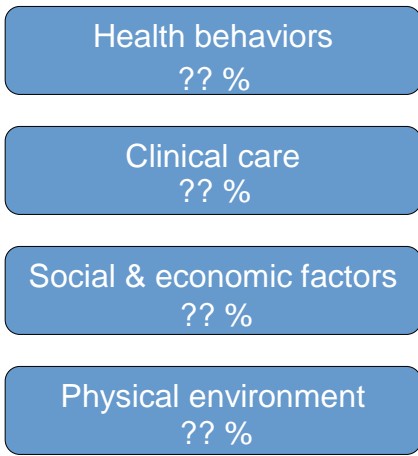 Health behaviors
?? %
Clinical care
?? %
Social & economic factors
?? %
Physical environment
?? %